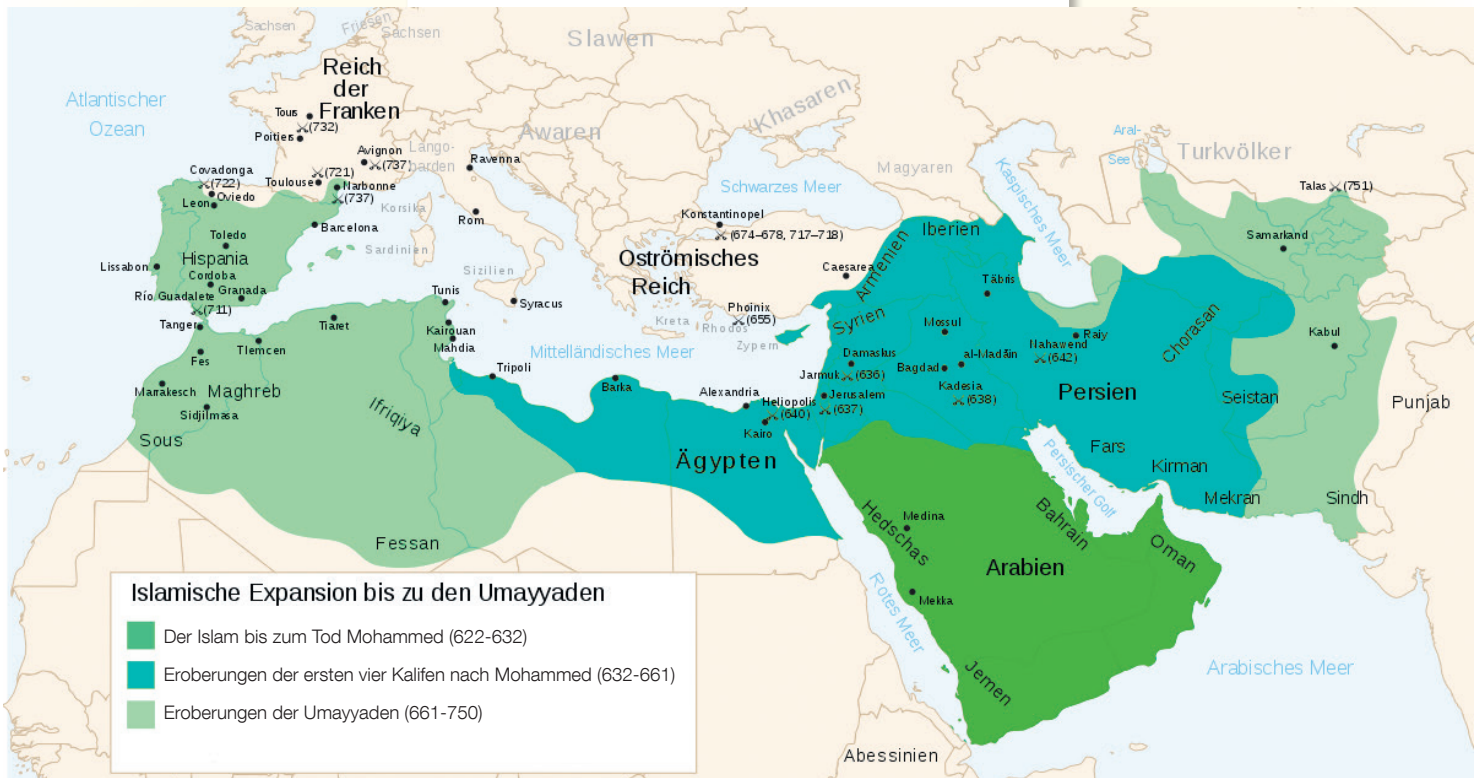 Sachsen
Friesen
Sachsen
Slawen
Reich
der
Franken
Atlantischer
Ozean
Tous
(732)
Poitiers
Khasaren
Awaren
Lango-
barden
Avignon
(737)
Ravenna
Magyaren
Aral-
See
Turkvölker
Talas (751)
Covadonga
(722)
Oviedo
Leon
(721)
Toulouse
Narbonne
(737)
Korsika
Rom
Schwarzes Meer
Kaspisches Meer
Barcelona
Sardinien
Konstantinopel
(674–678, 717–718)
Iberien
Samarkand
Toledo
Hispania
Lissabon
Cordoba
Granada
Río Guadalete
(711)
Sizilien
Syracus
Oströmisches
Reich
Caesarea
Armenien
Täbris
Tanger
Fes
Tlemcen
Tiaret
Tunis
Kairouan
Mahdia
Kreta
Rhodos
Phoinix
(655)
Zypern
Syrien
Mossul
Raiy
Nahawend
(642)
Chorasan
Kabul
Mittelländisches Meer
Damaskus
Jarmuk (636)
Bagdad
al-Madāin
Kadesia
(638)
Marrakesch
Maghreb
Sidjilmasa
Sous
Ifriqiya
Tripoli
Barka
Alexandria
Heliopolis
(640)
Kairo
Jerusalem
(637)
Persien
Seistan
Punjab
Ägypten
Fars
Kirman
Mekran
Sindh
Persischer Golf
Fessan
Medina
Hedschas
Bahrain
Oman
Arabien
Mekka
Rotes Meer
Jemen
Arabisches Meer
Abessinien
Islamische Expansion bis zu den Umayyaden
Der Islam bis zum Tod Mohammed (622-632)
Eroberungen der ersten vier Kalifen nach Mohammed (632-661)
Eroberungen der Umayyaden (661-750)